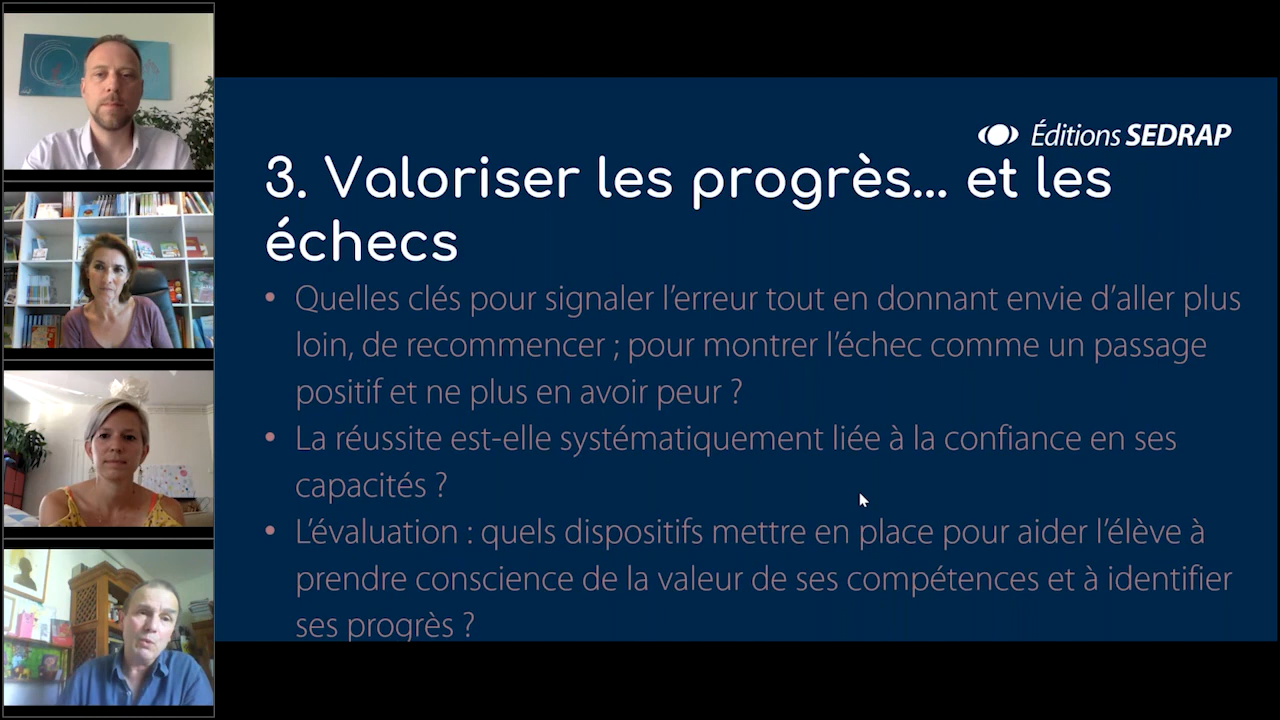 Éditions SEDRAP
3. Valoriser les progrès... et les
échecs
• Quelles clés pour signaler l’erreur tout en donnant envie d’aller plus
loin, de recommencer ; pour montrer l’échec comme un passage
positif et ne plus en avoir peur ?
• La réussite est-elle systématiquement liée à la confiance en ses
capacités ?
• L’évaluation : quels dispositifs mettre en place pour aider l’élève à
prendre conscience de la valeur de ses compétences et à identifier
ses progrès ?